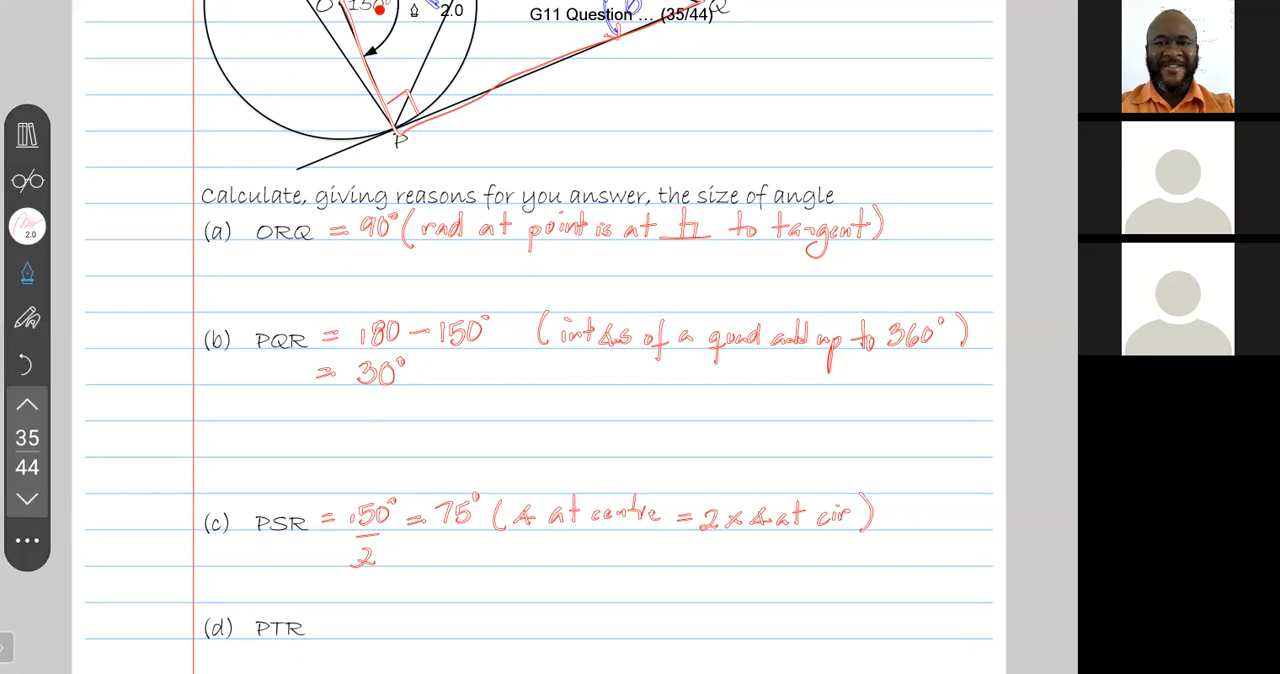 O 150° 2.0 G11 Question ... (35/44) Q
P
Calculate, giving reasons for you answer, the size of angle
(a) ORQ = 90° (rad at point is at to tangent)
2.0
(b) PQR = 180 - 150° (int ∡s of a quad add up to 360°)
= 30°
35
44
(c) PSR = 150°/2 = 75° (∡ at centre = 2 x ∡ at cir)
(d) PTR